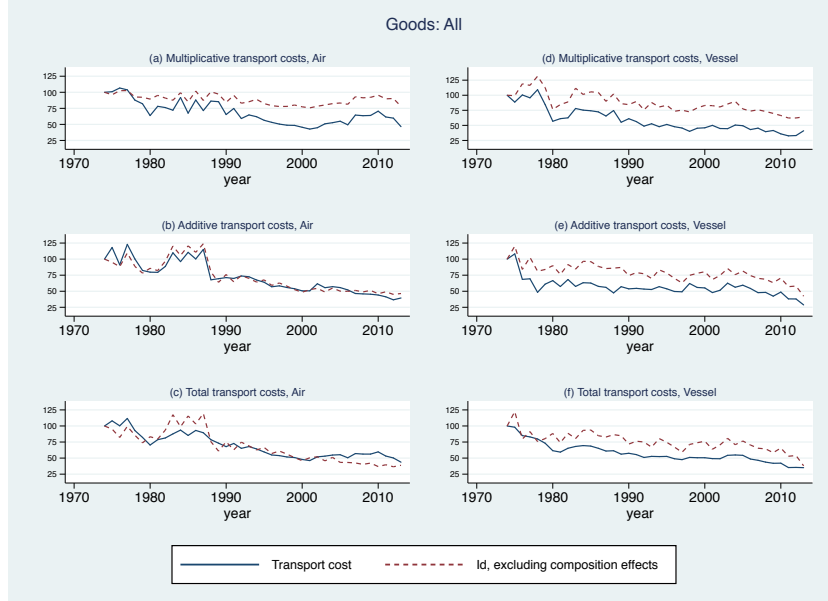 Goods: All
(a) Multiplicative transport costs, Air
125
100
75
50
25
1970 1980 1990 2000 2010
year
(d) Multiplicative transport costs, Vessel
125
100
75
50
25
1970 1980 1990 2000 2010
year
(b) Additive transport costs, Air
125
100
75
50
25
1970 1980 1990 2000 2010
year
(e) Additive transport costs, Vessel
125
100
75
50
25
1970 1980 1990 2000 2010
year
(c) Total transport costs, Air
125
100
75
50
25
1970 1980 1990 2000 2010
year
(f) Total transport costs, Vessel
125
100
75
50
25
1970 1980 1990 2000 2010
year
Transport cost
Id, excluding composition effects